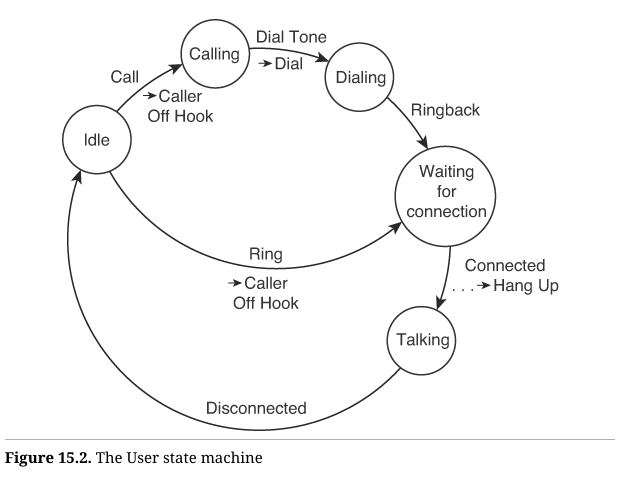 Calling
Dial Tone
→ Dial
Dialing
Call
→ Caller
Off Hook
Idle
Ringback
Waiting
for
connection
Ring
→ Caller
Off Hook
Connected
. . . → Hang Up
Talking
Disconnected
Figure 15.2. The User state machine